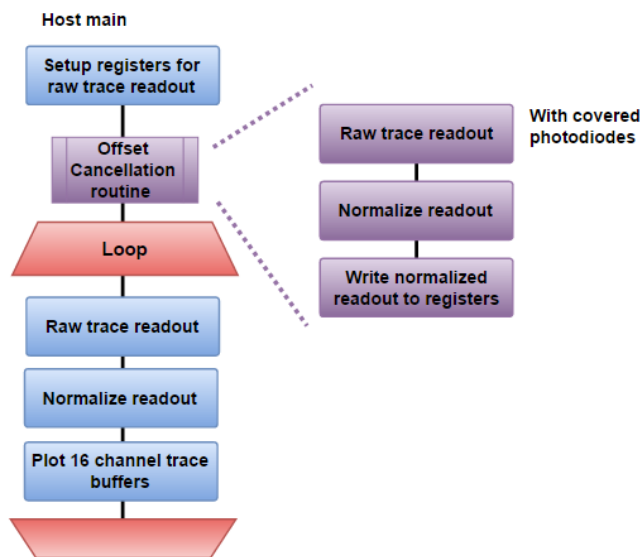 Host main
Setup registers for
raw trace readout
Offset
Cancellation
routine
Loop
Raw trace readout
Normalize readout
Plot 16 channel trace
buffers
With covered
photodiodes
Raw trace readout
Normalize readout
Write normalized
readout to registers